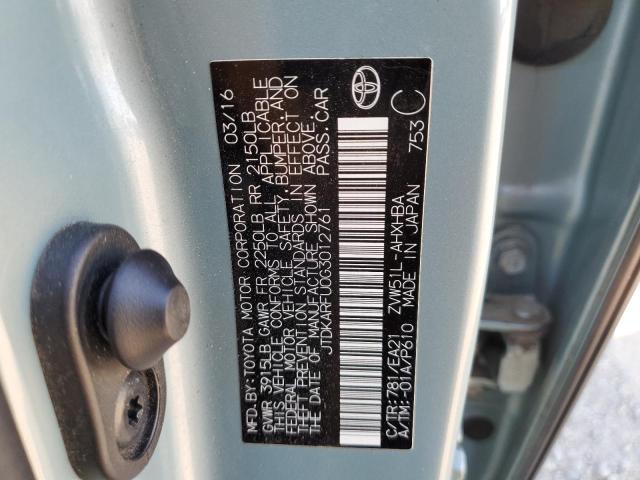 MFD. BY: TOYOTA MOTOR CORPORATION 03/16
GVWR 3915LB GAWR FR 2250LB RR 2150LB
THIS VEHICLE CONFORMS TO ALL APPLICABLE
FEDERAL MOTOR VEHICLE SAFETY, BUMPER, AND
THEFT PREVENTION STANDARDS IN EFFECT ON
THE DATE OF MANUFACTURE SHOWN ABOVE.
JTDKARFU0G3012761 PASS. CAR
C/TR: 781/EA21 ZVW51L-AHXHBA
A/TM: -01A/P610 MADE IN JAPAN 753 C